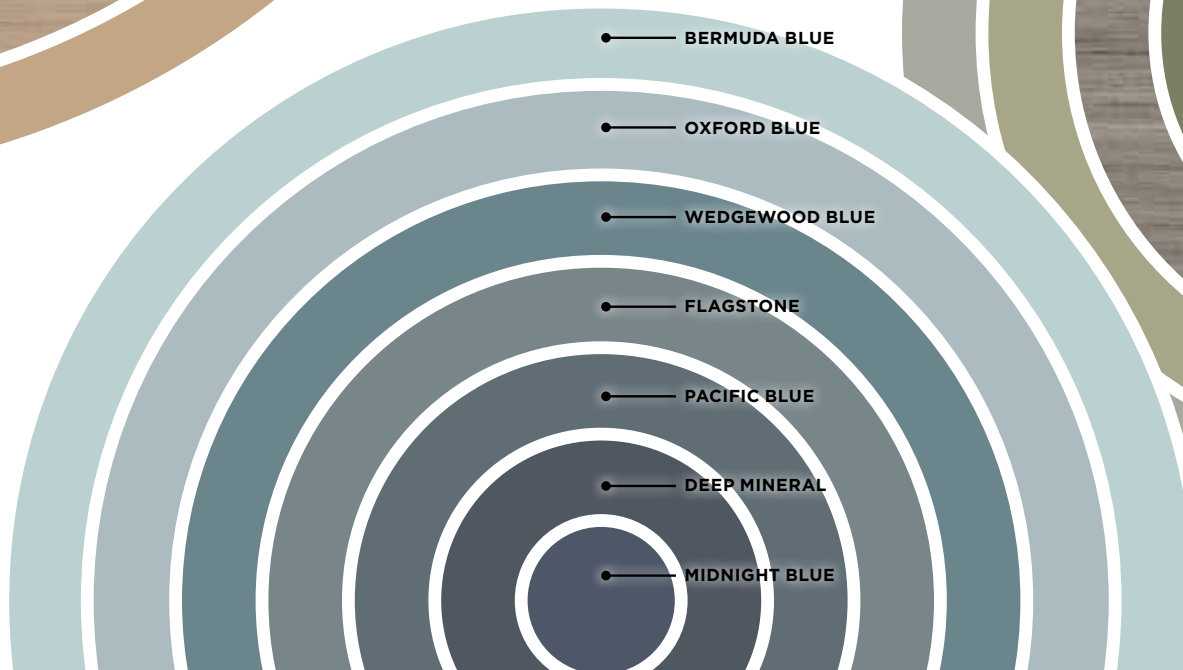 BERMUDA BLUE
OXFORD BLUE
WEDGEWOOD BLUE
FLAGSTONE
PACIFIC BLUE
DEEP MINERAL
MIDNIGHT BLUE